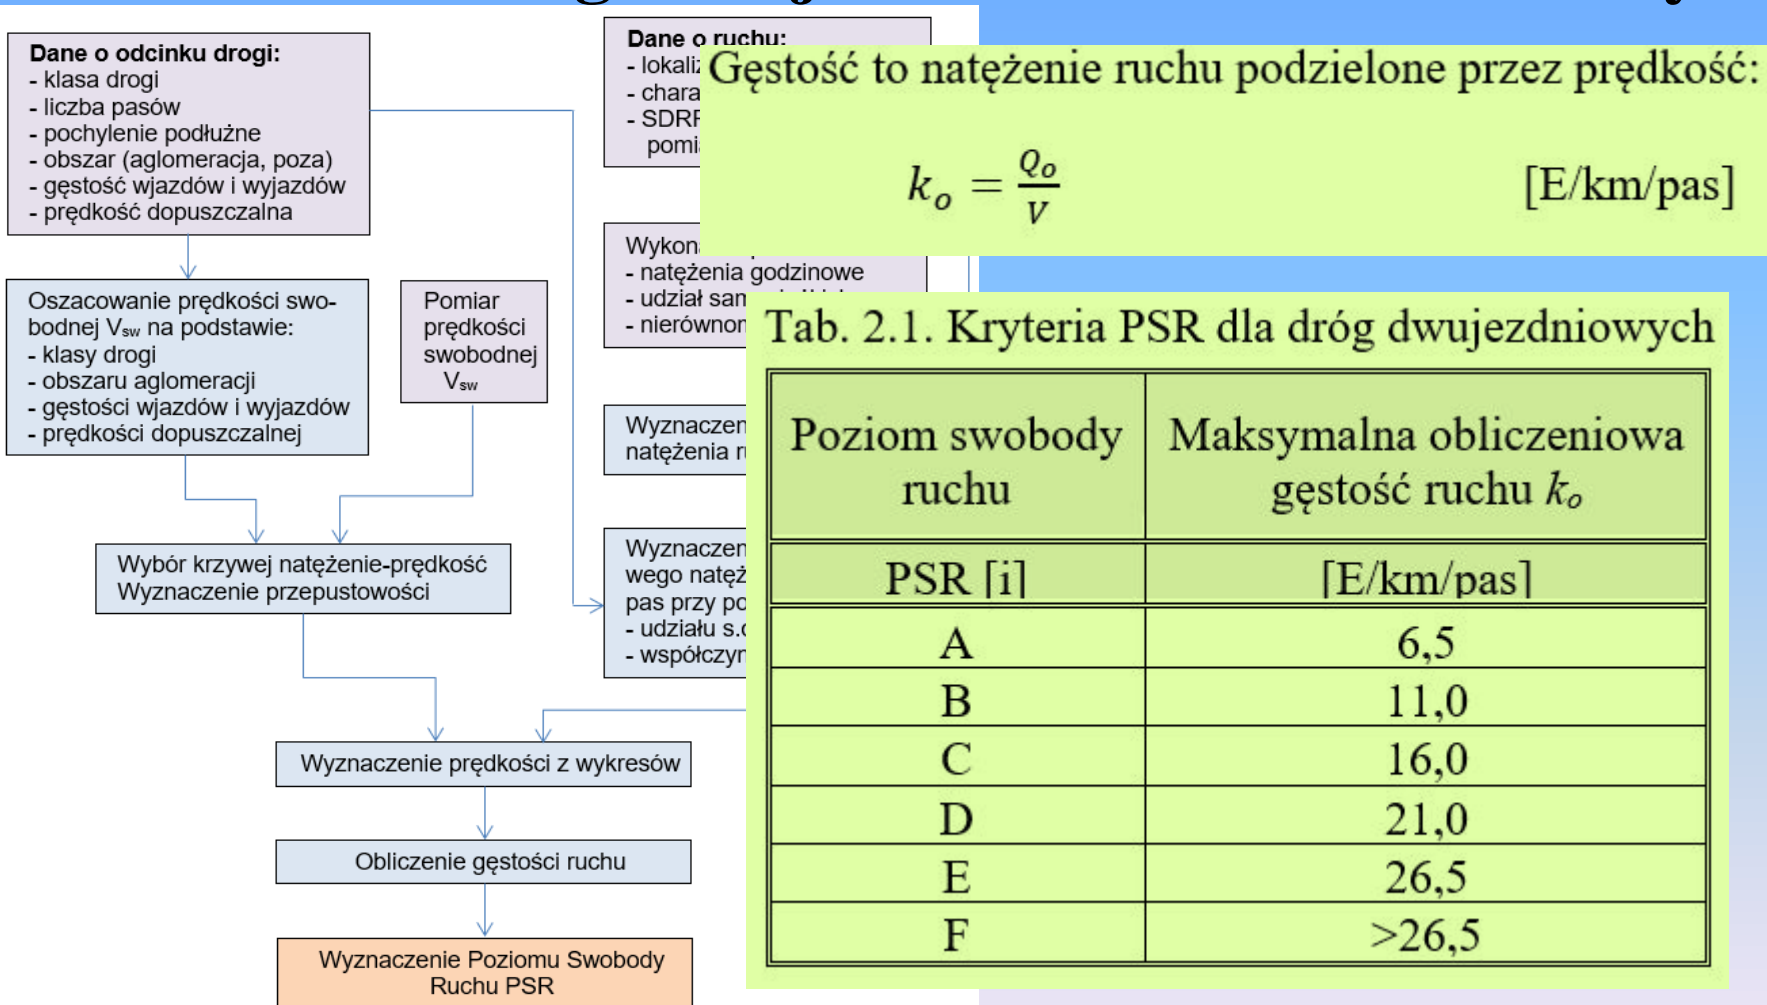 Dane o odcinku drogi:
- klasa drogi
- liczba pasów
- pochylenie podłużne
- obszar (aglomeracja, poza)
- gęstość wjazdów i wyjazdów
- prędkość dopuszczalna
Oszacowanie prędkości swo-
bodnej Vsw na podstawie:
- klasy drogi
- obszaru aglomeracji
- gęstości wjazdów i wyjazdów
- prędkości dopuszczalnej
Pomiar
prędkości
swobodnej
Vsw
Wybór krzywej natężenie-prędkość
Wyznaczenie przepustowości
Dane o ruchu:
-
-
- natężenia godzinowe
- udział
-
- udziału
-
Wyznaczenie prędkości z wykresów
Obliczenie gęstości ruchu
Wyznaczenie Poziomu Swobody
Ruchu PSR
Gęstość to natężenie ruchu podzielone przez prędkość:
k_o = Q_o / V [E/km/pas]
Tab. 2.1. Kryteria PSR dla dróg dwujezdniowych
Poziom swobody
ruchu
Maksymalna obliczeniowa
gęstość ruchu k_o
PSR [i] [E/km/pas]
A 6,5
B 11,0
C 16,0
D 21,0
E 26,5
F >26,5